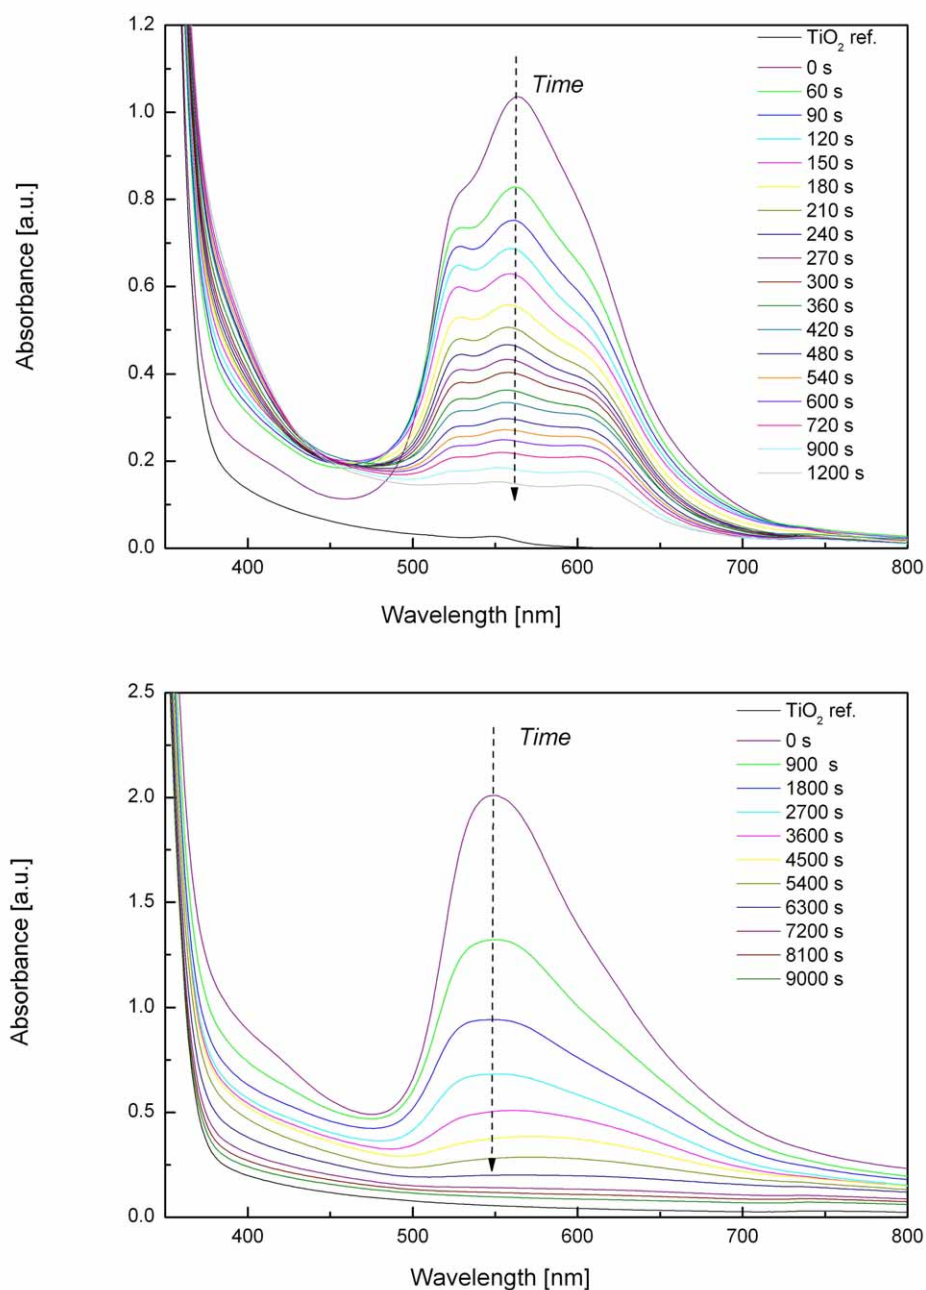 1.2
1.0
0.8
0.6
0.4
0.2
0.0
Absorbance [a.u.]
Time
TiO₂ ref.
0 s
60 s
90 s
120 s
150 s
180 s
210 s
240 s
270 s
300 s
360 s
420 s
480 s
540 s
600 s
720 s
900 s
1200 s
400 500 600 700 800
Wavelength [nm]
2.5
2.0
1.5
1.0
0.5
0.0
Absorbance [a.u.]
Time
TiO₂ ref.
0 s
900 s
1800 s
2700 s
3600 s
4500 s
5400 s
6300 s
7200 s
8100 s
9000 s
400 500 600 700 800
Wavelength [nm]